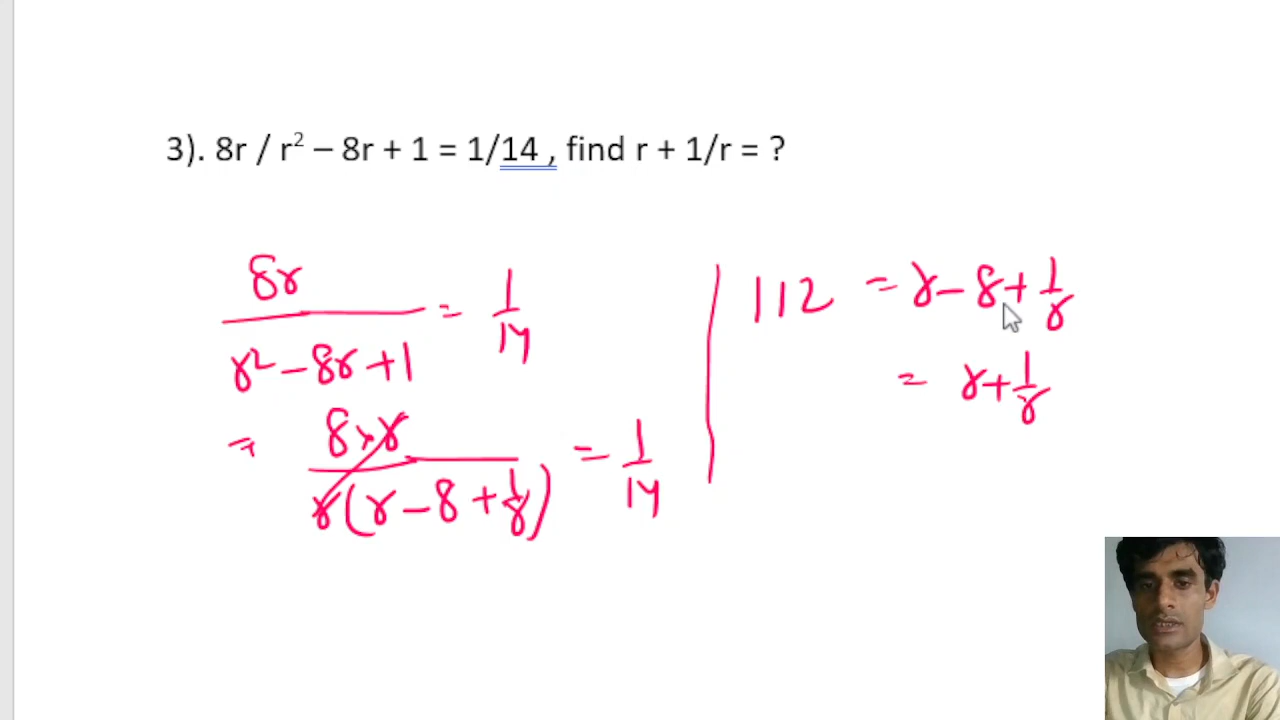 3). 8r / r² – 8r + 1 = 1/14 , find r + 1/r = ?
8r / r² - 8r + 1 = 1/14
= 8 × r / r(r - 8 + 1/r) = 1/14
112 = r - 8 + 1/r
= r + 1/r